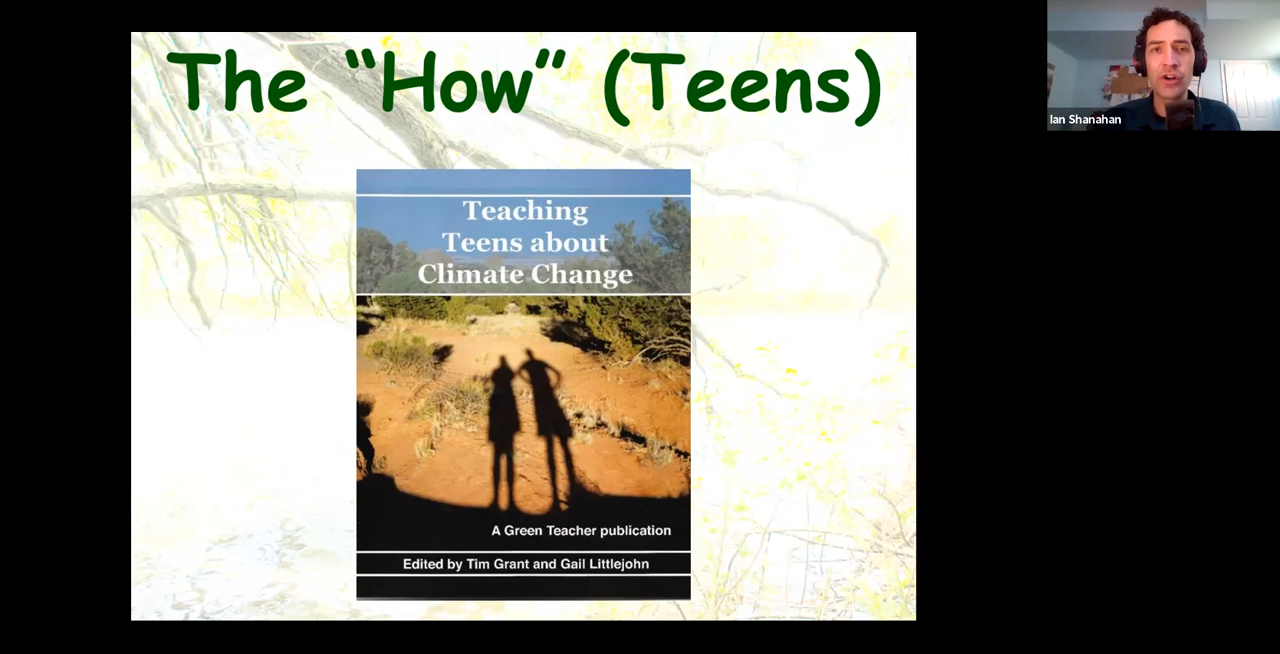 The “How” (Teens)
Teaching
Teens about
Climate Change
A Green Teacher publication
Edited by Tim Grant and Gail Littlejohn
Ian Shanahan